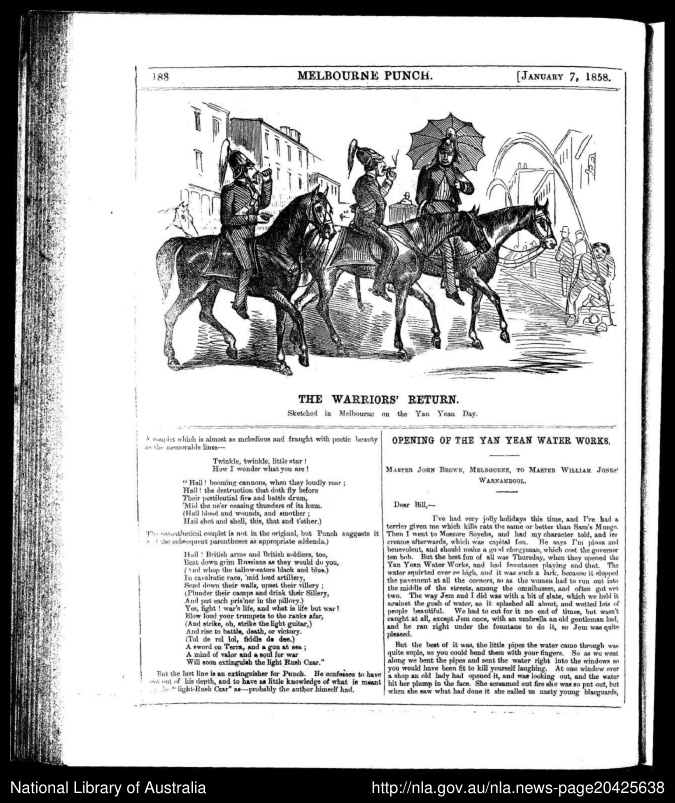 188
MELBOURNE PUNCH.
[JANUARY 7, 1858.
THE WARRIORS' RETURN.
Sketched in Melbourne on the Yan Yean Day.
A couplet which is almost as melodious and fraught with poetic beauty
as the memorable lines—
Twinkle, twinkle, little star!
How I wonder what you are!
"Hail! booming cannons, when they loudly roar;
Hail! the destruction that doth fly before
Their pestilential fire and battle drum,
'Mid the ne'er ceasing thunders of its hum.
(Hail blood and wounds, and smother;
Hail shot and shell, this, that and t'other.)
The parenthetical couplet is not in the original, but Punch suggests it
the subsequent parentheses as appropriate addenda.)
Hail! British arms and British soldiers, too,
Beat down grim Russians as they would do you,
(And whop the tallow-eaters black and blue.)
In cavalratic race, 'mid loud artillery,
Send down their walls, upset their villery;
(Plunder their camps and drink their Sillery,
And put each pris'ner in the pillory.)
Yes, fight! war's life, and what is life but war!
Blow loud your trumpets to the ranks afar,
(And strike, oh, strike the light guitar,)
And rise to battle, death, or victory.
(Tol de rol lol, fiddle de dee.)
A sword on Terra, and a gun at sea;
A mind of valor and a soul for war
Will soon extinguish the light Rush Czar."
But the last line is an extinguisher for Punch. He confesses to have
out of his depth, and to have as little knowledge of what is meant
"light-Rush Czar" as—probably the author himself had.
OPENING OF THE YAN YEAN WATER WORKS.
MASTER JOHN BROWN, MELBOURNE, TO MASTER WILLIAM JONES'
WARNAMBOOL.
Dear Bill,—
I've had very jolly holidays this time, and I've had a
terrier given me which kills rats the same or better than Sam's Mungo.
Then I went to Messure Soyels, and had my character told, and ice
creams afterwards, which was capital fun. He says I'm pious and
benevolent, and should make a good clergyman, which cost the governor
ten bob. But the best fun of all was Thursday, when they opened the
Yan Yean Water Works, and had fountanes playing and that. The
water squirted ever so high, and it was such a lark, because it slopped
the pavement at all the corners, so as the women had to run out into
the middle of the streets, among the omnibusses, and often got wet
two. The way Jem and I did was with a bit of slate, which we held it
against the gush of water, so it splashed all about, and wetted lots of
people beautiful. We had to cut for it no end of times, but wasn't
caught at all, except Jem once, with an umbrella an old gentleman had,
and he ran right under the fountane to do it, so Jem was quite
pleased.
But the best of it was, the little pipes the water came through was
quite suple, so you could bend them with your fingers. So as we went
along we bent the pipes and sent the water right into the windows so
you would have been fit to kill yourself laughing. At one window over
a shop an old lady had opened it, and was looking out, and the water
hit her plump in the face. She screamed out fire she was so put out, but
when she saw what had done it she called us nasty young blacguards,
National Library of Australia
http://nla.gov.au/nla.news-page20425638